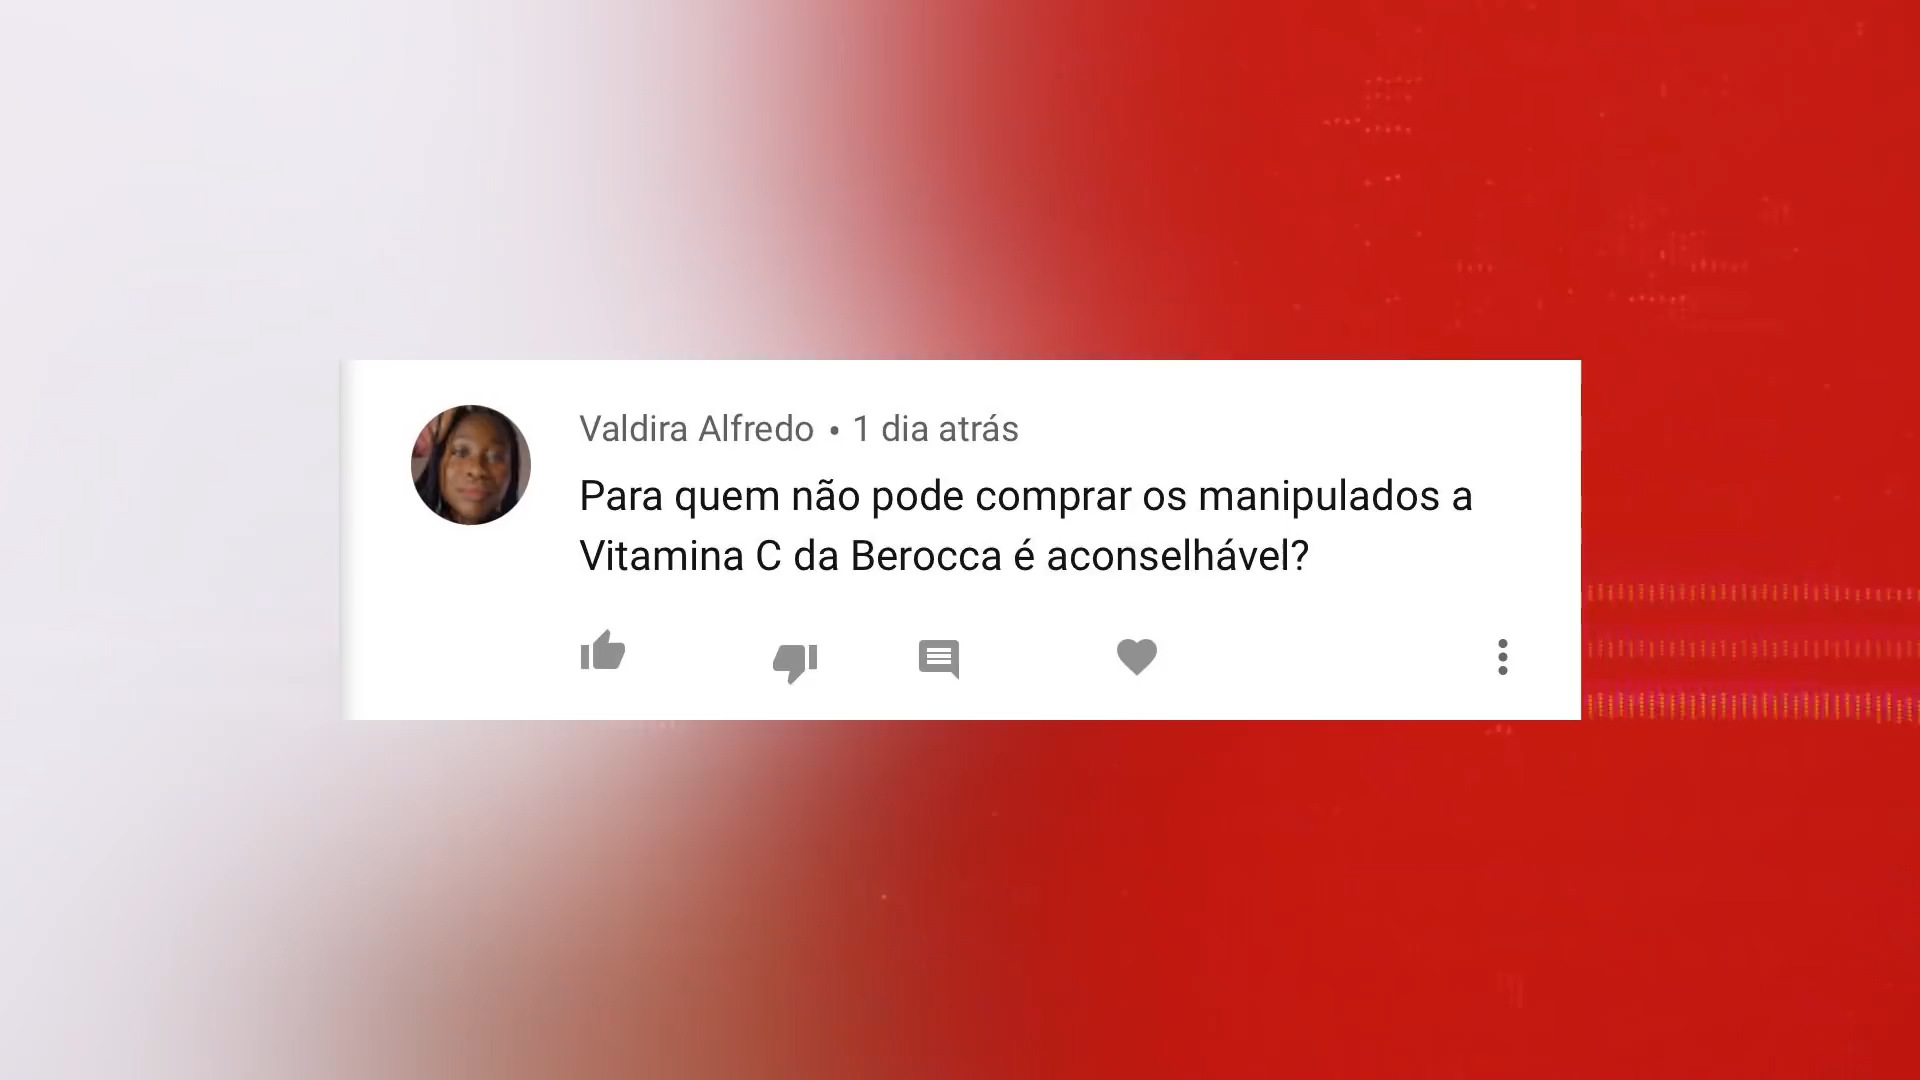 Valdira Alfredo • 1 dia atrás
Para quem não pode comprar os manipulados a
Vitamina C da Berocca é aconselhável?